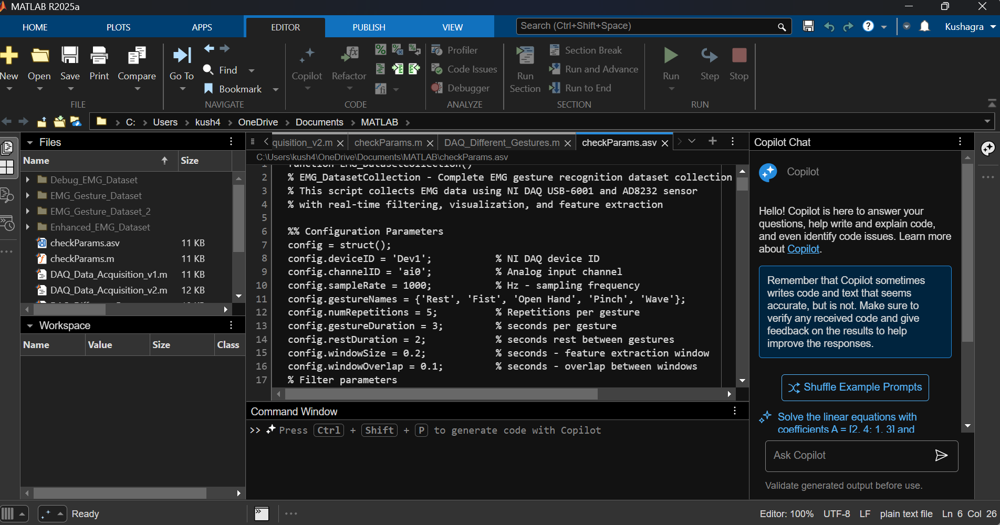 MATLAB R2025a
HOME PLOTS APPS EDITOR PUBLISH VIEW Search (Ctrl+Shift+Space) Kushagra
New Open Save Print Compare
FILE
Go To Find Bookmark
NAVIGATE
Copilot Refactor
CODE
Profiler
Code Issues
Debugger
ANALYZE
Run Section
Section Break
Run and Advance
Run to End
SECTION
Run Step Stop
RUN
C: > Users > kush4 > OneDrive > Documents > MATLAB >
Files
Name Size
Debug_EMG_Dataset
EMG_Gesture_Dataset
EMG_Gesture_Dataset_2
Enhanced_EMG_Dataset
checkParams.asv 11 KB
checkParams.m 11 KB
DAQ_Data_Acquisition_v1.m 11 KB
DAQ_Data_Acquisition_v2.m 12 KB
Workspace
Name Value Size Class
quisition_v2.m checkParams.m DAQ_Different_Gestures.m checkParams.asv
C:\Users\kush4\OneDrive\Documents\MATLAB\checkParams.asv
1 function EMG_DatasetCollection()
2 % EMG_DatasetCollection - Complete EMG gesture recognition dataset collection
3 % This script collects EMG data using NI DAQ USB-6001 and AD8232 sensor
4 % with real-time filtering, visualization, and feature extraction
5
6 %% Configuration Parameters
7 config = struct();
8 config.deviceID = 'Dev1'; % NI DAQ device ID
9 config.channelID = 'ai0'; % Analog input channel
10 config.sampleRate = 1000; % Hz - sampling frequency
11 config.gestureNames = {'Rest', 'Fist', 'Open Hand', 'Pinch', 'Wave'};
12 config.numRepetitions = 5; % Repetitions per gesture
13 config.gestureDuration = 3; % seconds per gesture
14 config.restDuration = 2; % seconds rest between gestures
15 config.windowSize = 0.2; % seconds - feature extraction window
16 config.windowOverlap = 0.1; % seconds - overlap between windows
17 % Filter parameters
Command Window
>> Press Ctrl + Shift + P to generate code with Copilot
Copilot Chat
Copilot
Hello! Copilot is here to answer your
questions, help write and explain code,
and even identify code issues. Learn more
about Copilot.
Remember that Copilot sometimes
writes code and text that seems
accurate, but is not. Make sure to
verify any received code and give
feedback on the results to help
improve the responses.
Shuffle Example Prompts
Solve the linear equations with
coefficients A = [2, 4; 1, 3] and
Ask Copilot
Validate generated output before use.
Ready
Editor: 100% UTF-8 LF plain text file Ln 6 Col 26